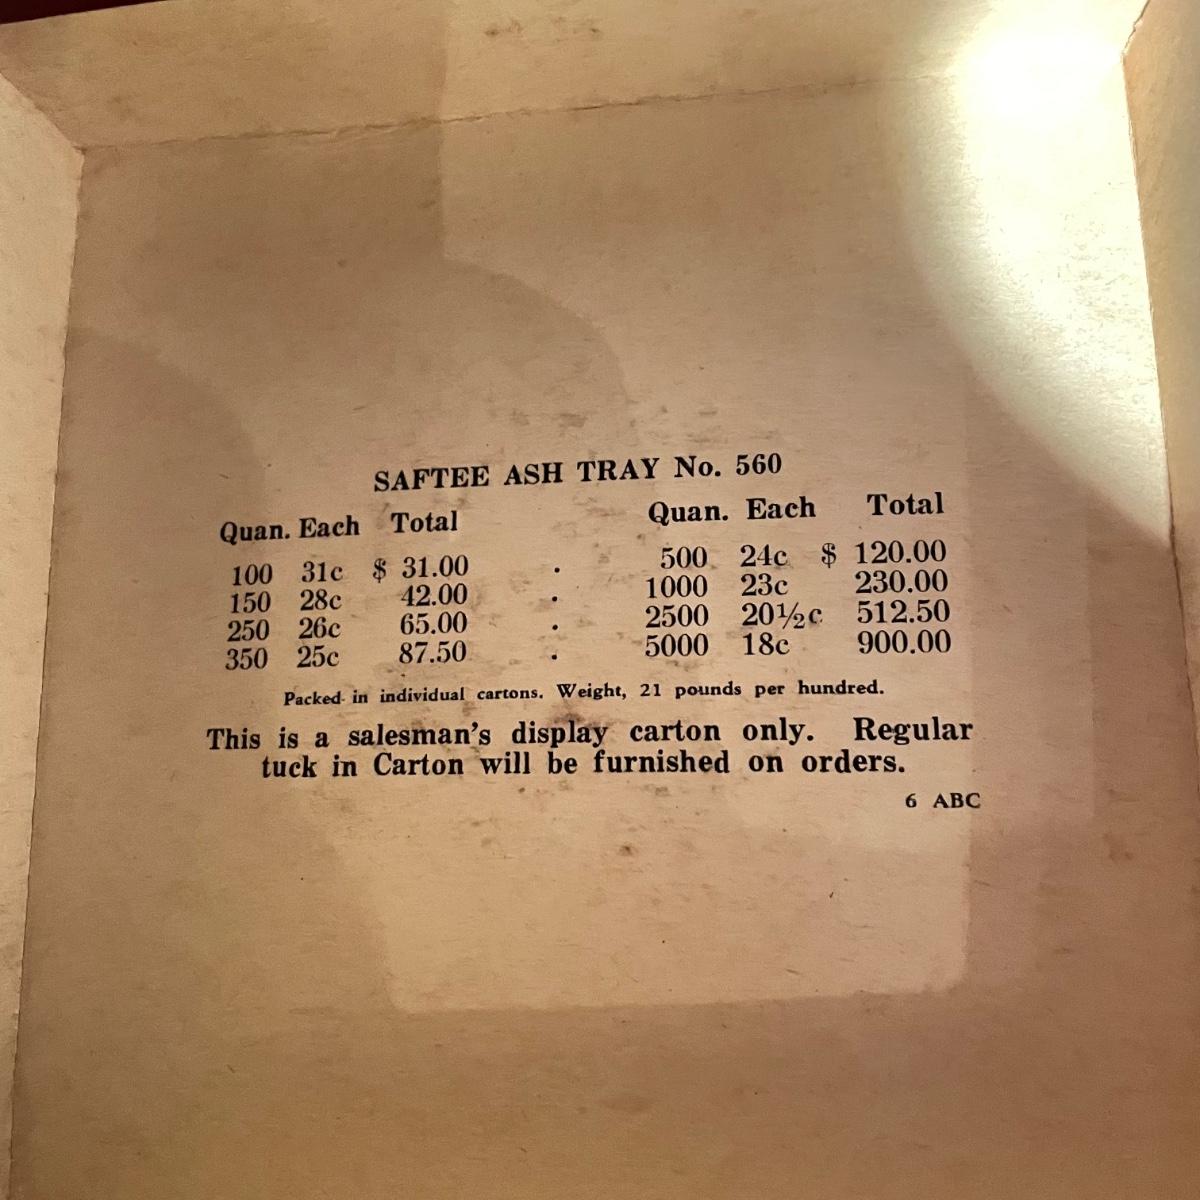 SAFTEE ASH TRAY No. 560
Quan. Each Total Quan. Each Total
100 31c $ 31.00 . 500 24c $ 120.00
150 28c 42.00 . 1000 23c 230.00
250 26c 65.00 . 2500 20½c 512.50
350 25c 87.50 . 5000 18c 900.00
Packed in individual cartons. Weight, 21 pounds per hundred.
This is a salesman's display carton only. Regular
tuck in Carton will be furnished on orders.
6 ABC